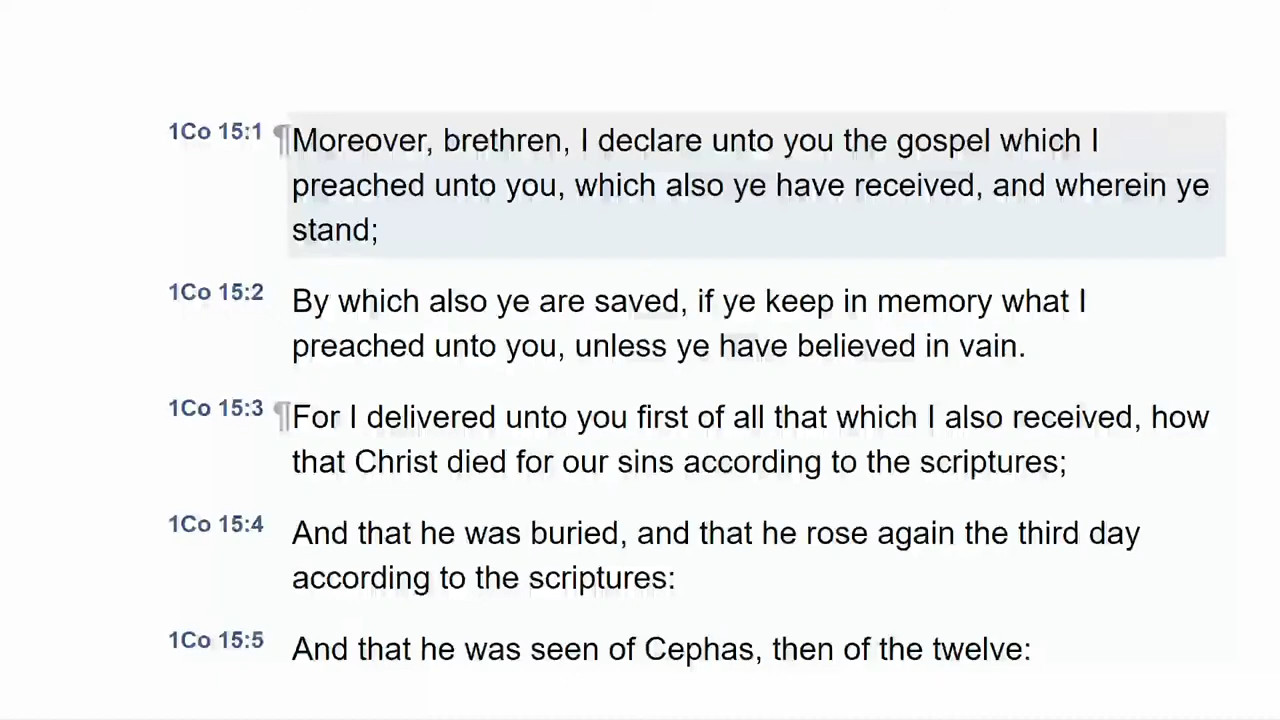 1Co 15:1 ¶Moreover, brethren, I declare unto you the gospel which I
preached unto you, which also ye have received, and wherein ye
stand;
1Co 15:2 By which also ye are saved, if ye keep in memory what I
preached unto you, unless ye have believed in vain.
1Co 15:3 ¶For I delivered unto you first of all that which I also received, how
that Christ died for our sins according to the scriptures;
1Co 15:4 And that he was buried, and that he rose again the third day
according to the scriptures:
1Co 15:5 And that he was seen of Cephas, then of the twelve: